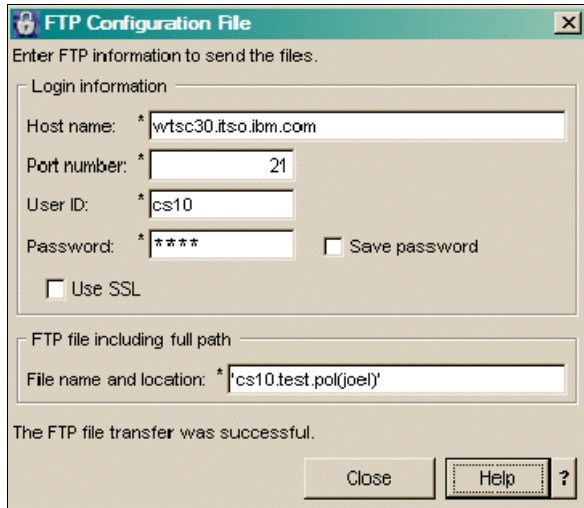 FTP Configuration File
Enter FTP information to send the files.
Login information
Host name: * wtsc30.itso.ibm.com
Port number: * 21
User ID: * cs10
Password: * **** Save password
Use SSL
FTP file including full path
File name and location: * 'cs10.test.pol(joel)'
The FTP file transfer was successful.
Close Help ?